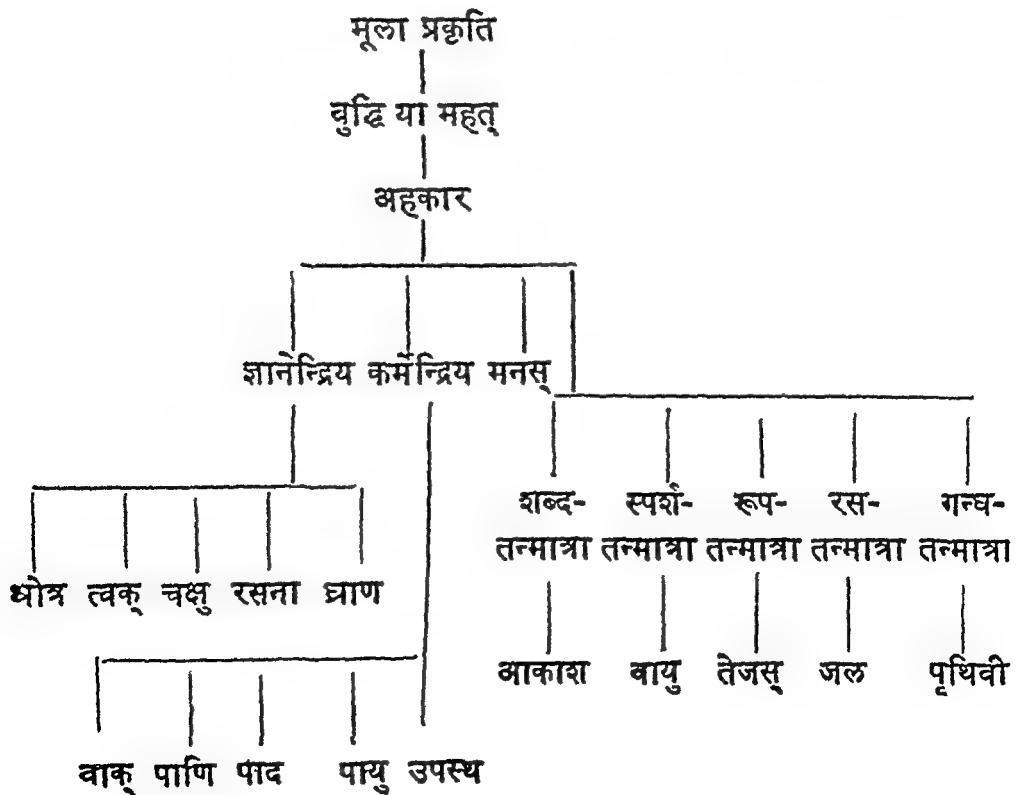 मूला प्रकृति
बुद्धि या महत्
अहकार
ज्ञानेन्द्रिय कर्मेन्द्रिय मनस्
शब्द- स्पर्श- रूप- रस- गन्ध-
तन्मात्रा तन्मात्रा तन्मात्रा तन्मात्रा तन्मात्रा
श्रोत्र त्वक् चक्षु रसना घ्राण
आकाश वायु तेजस् जल पृथिवी
वाक् पाणि पाद पायु उपस्थ